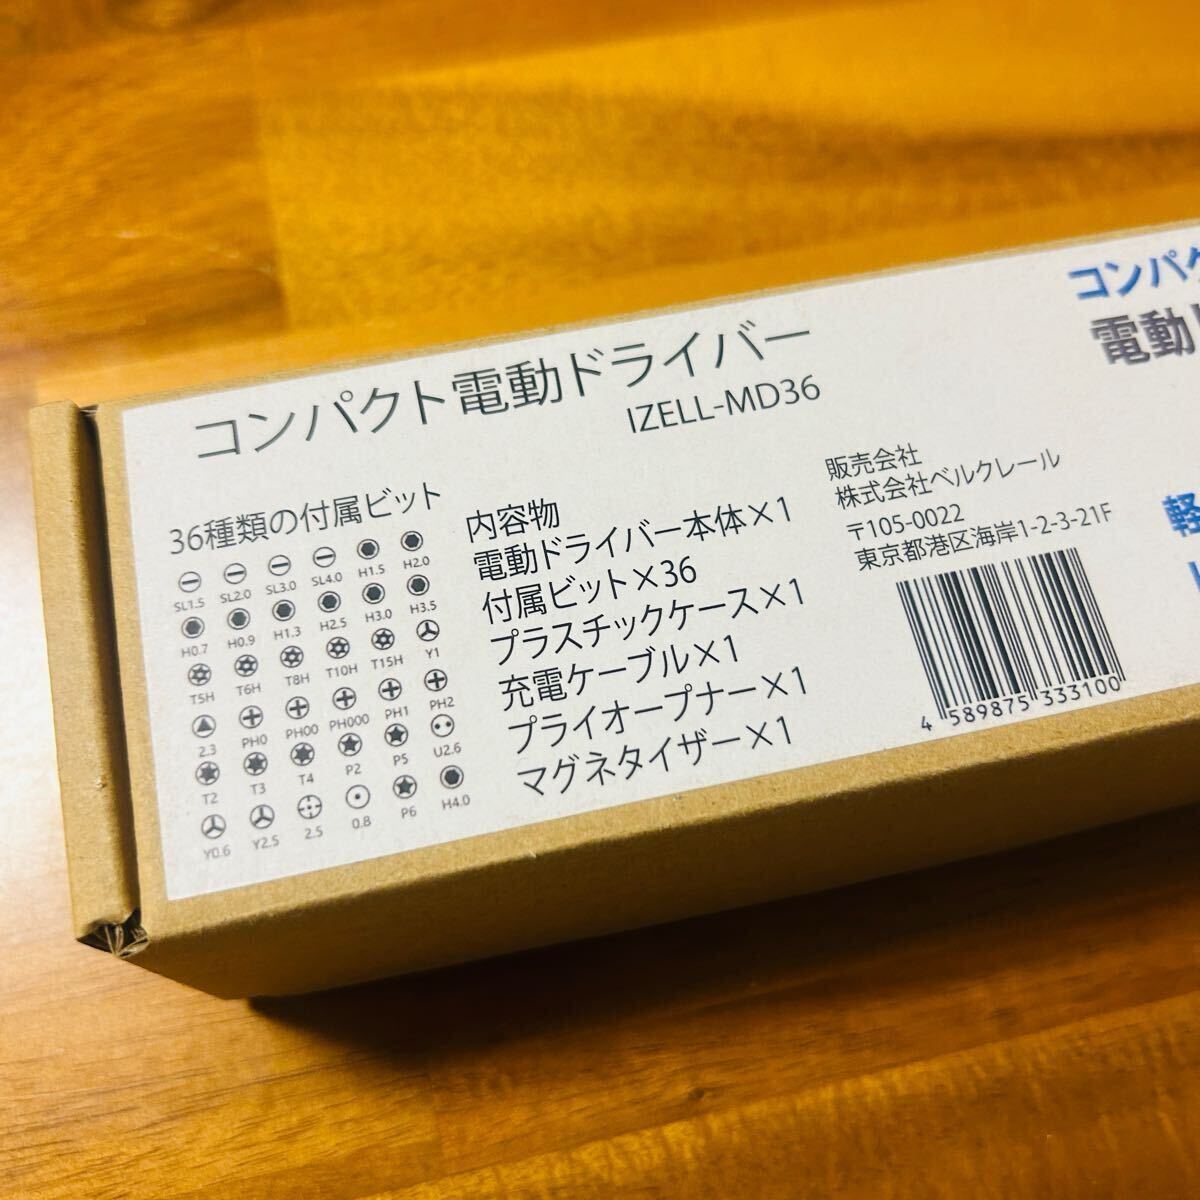 コンパクト電動ドライバー
IZELL-MD36
36種類の付属ビット
SL1.5 SL2.0 SL3.0 SL4.0 H1.5 H2.0
H0.7 H0.9 H1.3 H2.5 H3.0 H3.5
T5H T6H T8H T10H T15H Y1
2.3 PH0 PH00 PH000 PH1 PH2
T2 T3 T4 P2 P5 U2.6
Y0.6 Y2.5 2.5 0.8 P6 H4.0
内容物
電動ドライバー本体×1
付属ビット×36
プラスチックケース×1
充電ケーブル×1
プライオープナー×1
マグネタイザー×1
販売会社
株式会社ベルクレール
〒105-0022
東京都港区海岸1-2-3-21F
4 589875 333100
コンパク
電動ド
軽